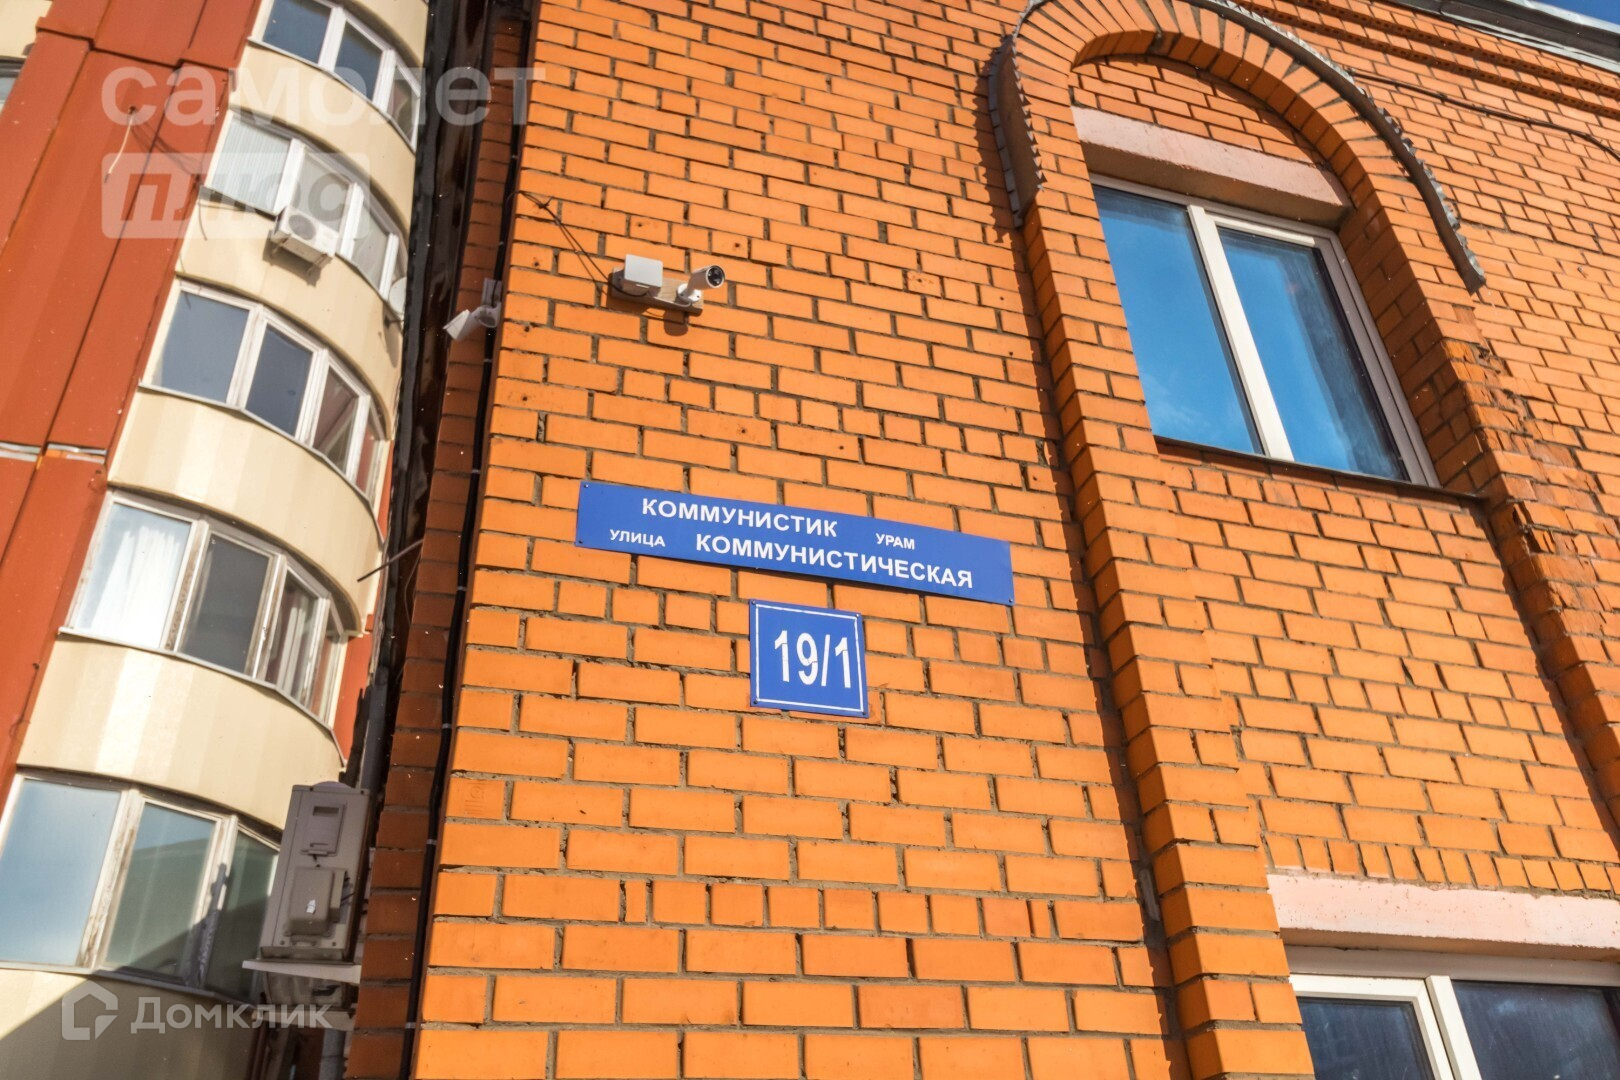 самолет
плюс
КОММУНИСТИК УРАМ
УЛИЦА КОММУНИСТИЧЕСКАЯ
19/1
Домклик